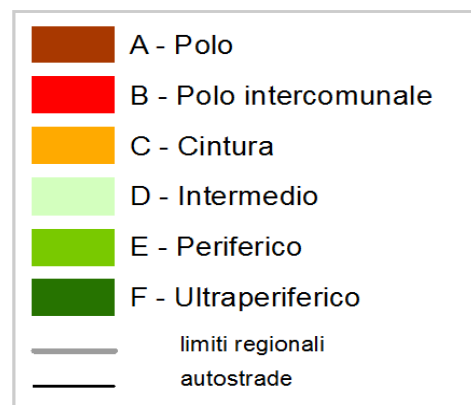 A - Polo
B - Polo intercomunale
C - Cintura
D - Intermedio
E - Periferico
F - Ultraperiferico
limiti regionali
autostrade